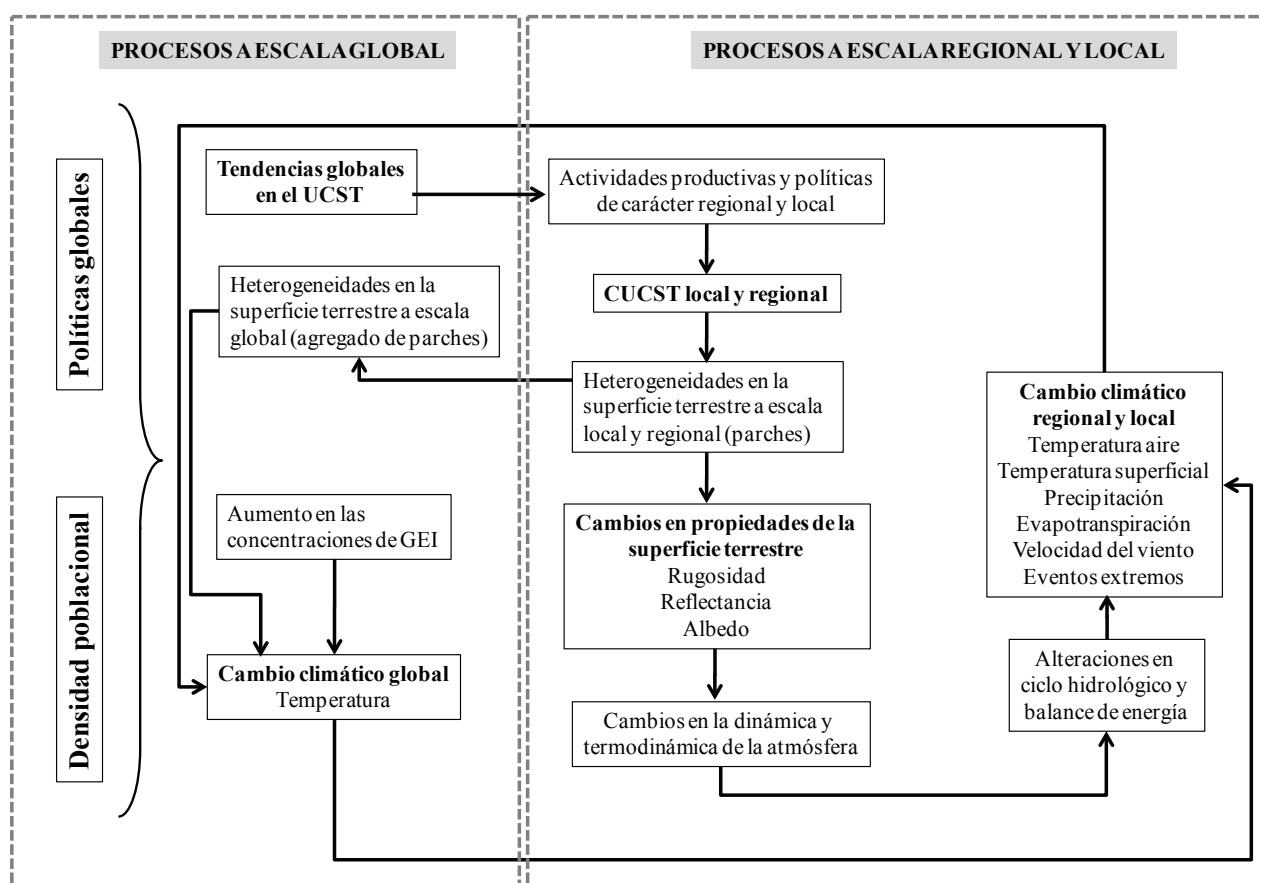 PROCESOS A ESCALA GLOBAL
Políticas globales
Densidad poblacional
Tendencias globales
en el UCST
Heterogeneidades en la
superficie terrestre a escala
global (agregado de parches)
Aumento en las
concentraciones de GEI
Cambio climático global
Temperatura
PROCESOS A ESCALA REGIONAL Y LOCAL
Actividades productivas y políticas
de carácter regional y local
CUCST local y regional
Heterogeneidades en la
superficie terrestre a escala
local y regional (parches)
Cambios en propiedades de la
superficie terrestre
Rugosidad
Reflectancia
Albedo
Cambios en la dinámica y
termodinámica de la atmósfera
Alteraciones en
ciclo hidrológico y
balance de energía
Cambio climático
regional y local
Temperatura aire
Temperatura superficial
Precipitación
Evapotranspiración
Velocidad del viento
Eventos extremos